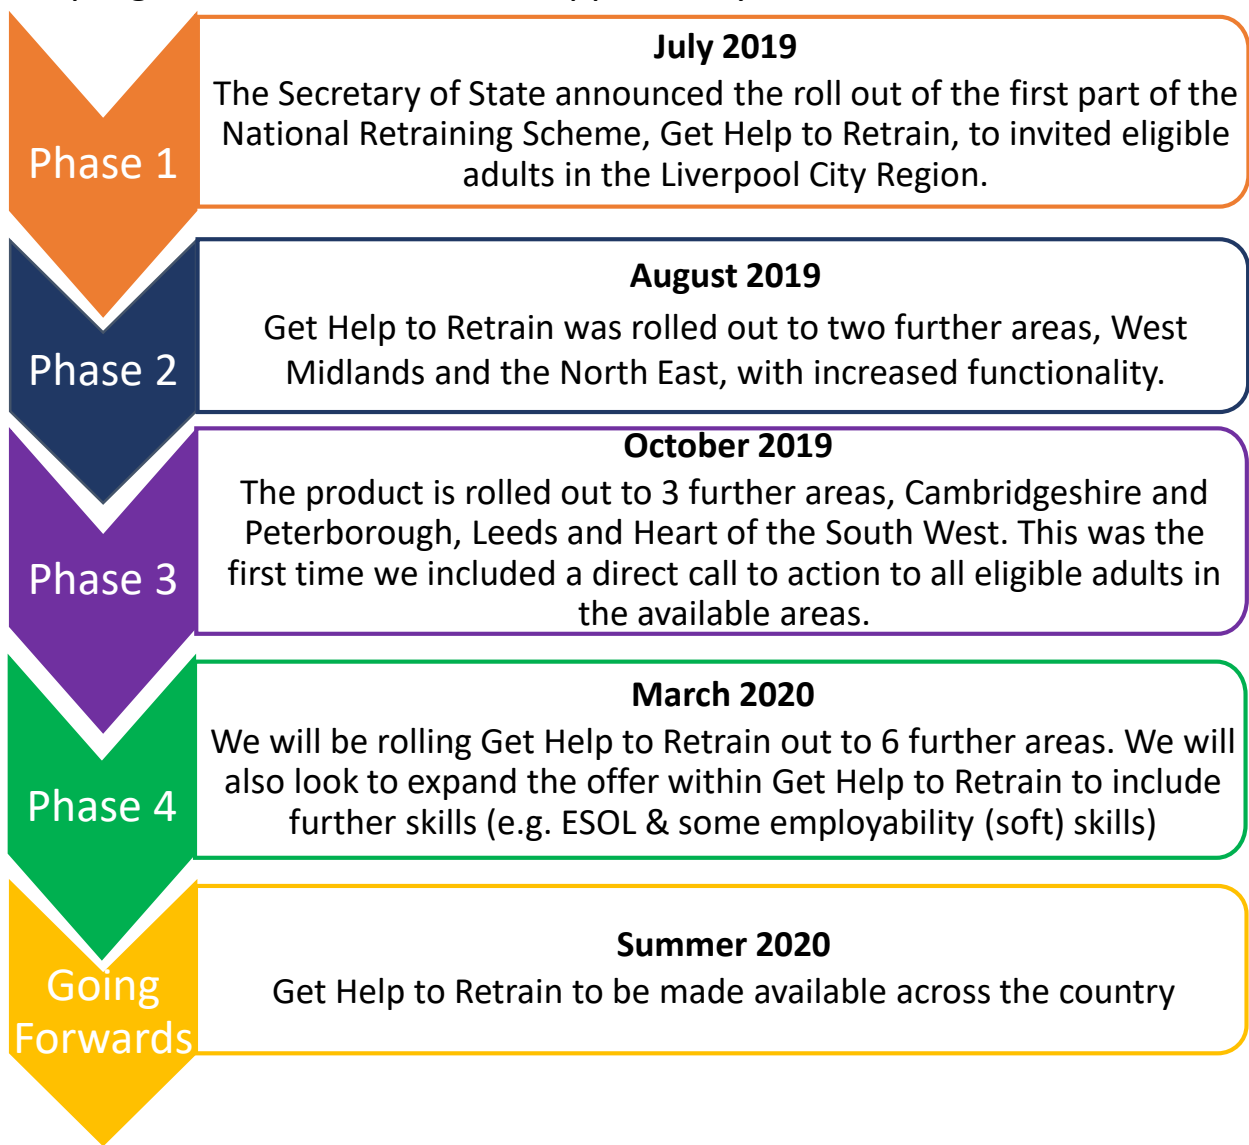 Phase 1
July 2019
The Secretary of State announced the roll out of the first part of the
National Retraining Scheme, Get Help to Retrain, to invited eligible
adults in the Liverpool City Region.
Phase 2
August 2019
Get Help to Retrain was rolled out to two further areas, West
Midlands and the North East, with increased functionality.
Phase 3
October 2019
The product is rolled out to 3 further areas, Cambridgeshire and
Peterborough, Leeds and Heart of the South West. This was the
first time we included a direct call to action to all eligible adults in
the available areas.
Phase 4
March 2020
We will be rolling Get Help to Retrain out to 6 further areas. We will
also look to expand the offer within Get Help to Retrain to include
further skills (e.g. ESOL & some employability (soft) skills)
Going
Forwards
Summer 2020
Get Help to Retrain to be made available across the country